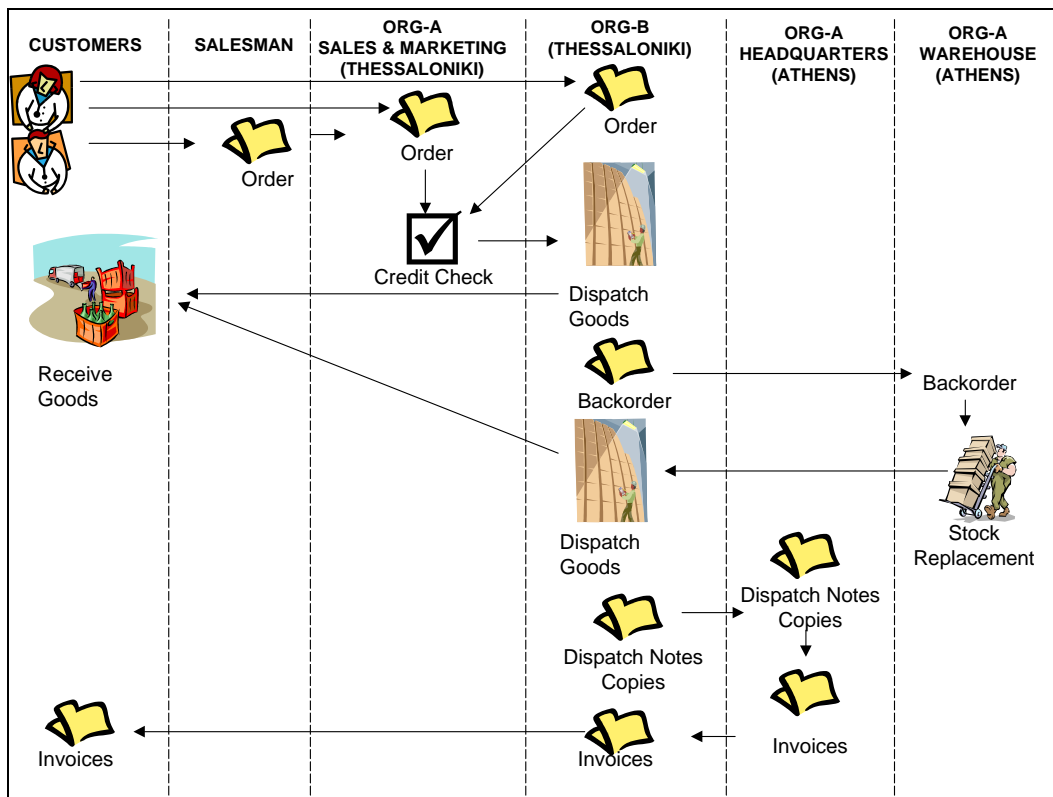 CUSTOMERS
SALESMAN
ORG-A
SALES & MARKETING
(THESSALONIKI)
ORG-B
(THESSALONIKI)
ORG-A
HEADQUARTERS
(ATHENS)
ORG-A
WAREHOUSE
(ATHENS)
Order
Order
Order
Credit Check
Dispatch
Goods
Receive
Goods
Backorder
Backorder
Dispatch
Goods
Stock
Replacement
Dispatch Notes
Copies
Dispatch Notes
Copies
Invoices
Invoices
Invoices